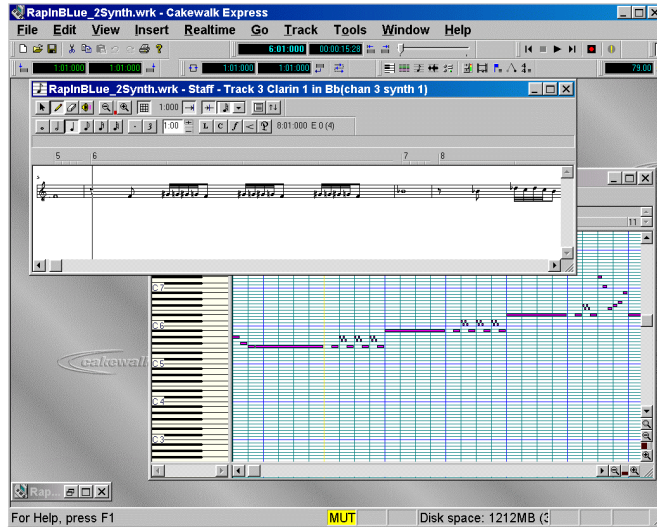 RapInBLue_2Synth.wrk - Cakewalk Express
File Edit View Insert Realtime Go Track Tools Window Help
6:01:000 00:00:15:28
1:01:000 1:01:000 1:01:000 1:01:000 79.00
RapInBLue_2Synth.wrk - Staff - Track 3 Clarin 1 in Bb(chan 3 synth 1)
1:000
3 1:00 L C f 8:01:000 E 0 (4)
5 6 7 8
11
C7
C6
C5
C4
C3
cakewalk
Rap...
For Help, press F1 MUT Disk space: 1212MB (3